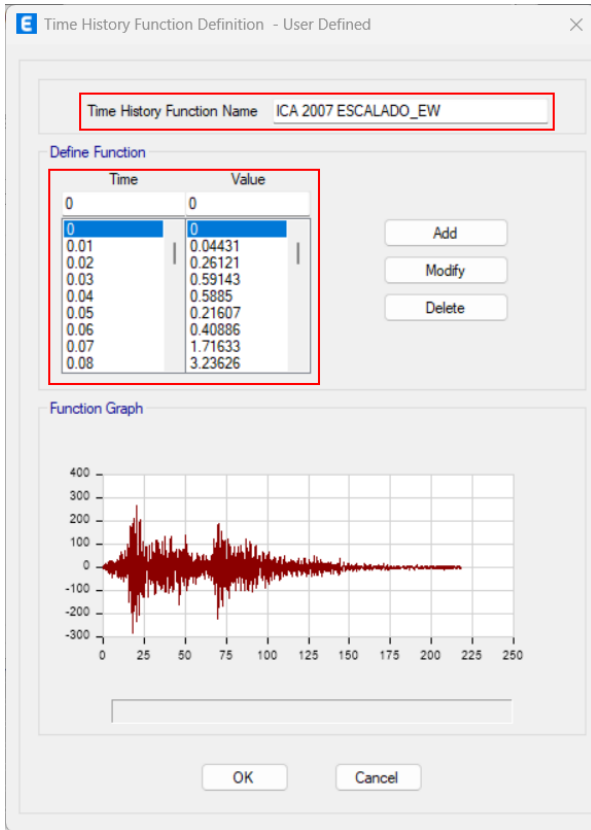 E Time History Function Definition - User Defined
Time History Function Name ICA 2007 ESCALADO_EW
Define Function
Time Value
0 0
0 0
0.01 0.04431
0.02 0.26121
0.03 0.59143
0.04 0.5885
0.05 0.21607
0.06 0.40886
0.07 1.71633
0.08 3.23626
Add
Modify
Delete
Function Graph
400
300
200
100
0
-100
-200
-300
0 25 50 75 100 125 150 175 200 225 250
OK Cancel